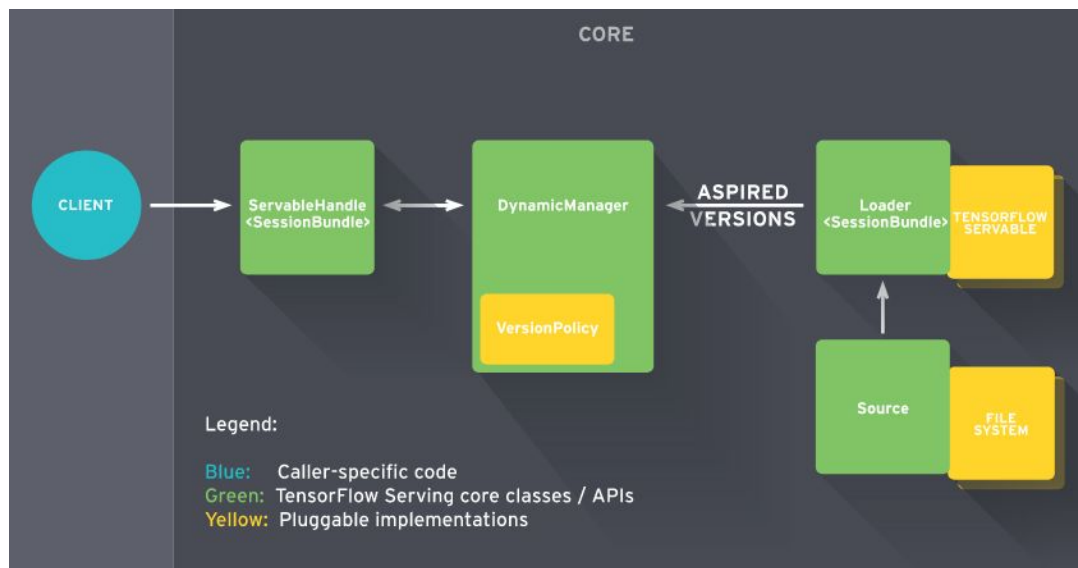 CORE
CLIENT
ServableHandle
<SessionBundle>
DynamicManager
VersionPolicy
ASPIRED
VERSIONS
Loader
<SessionBundle>
TENSORFLOW
SERVABLE
Source
FILE
SYSTEM
Legend:
Blue: Caller-specific code
Green: TensorFlow Serving core classes / APIs
Yellow: Pluggable implementations